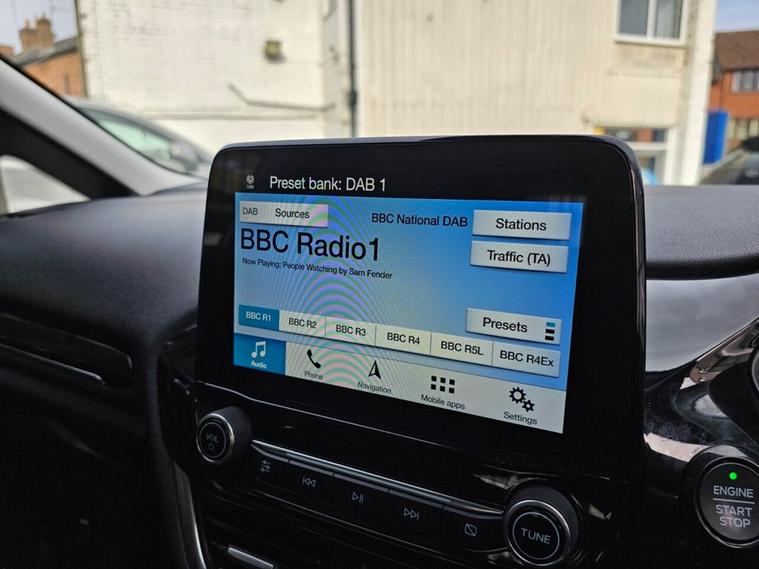 DAB
Preset bank: DAB 1
DAB Sources
BBC National DAB
Stations
BBC Radio1
Now Playing: People Watching by Sam Fender
Traffic (TA)
Presets
BBC R1
BBC R2
BBC R3
BBC R4
BBC R5L
BBC R4Ex
Audio
Phone
Navigation
Mobile apps
Settings
VOL
TUNE
ENGINE
START
STOP